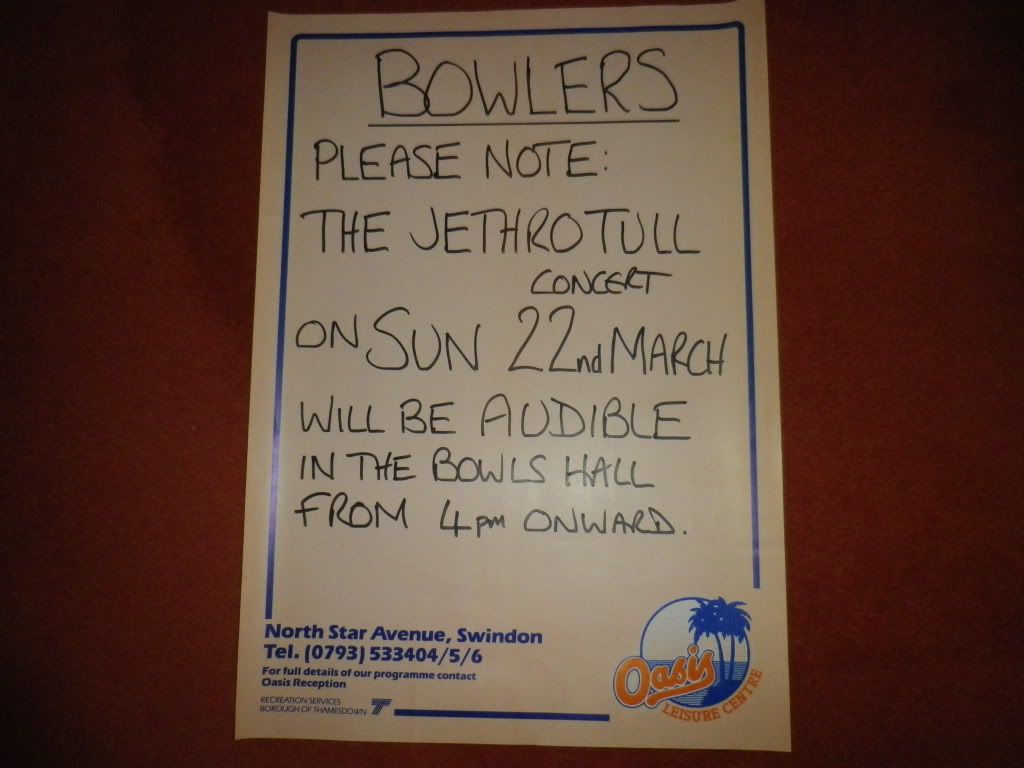 BOWLERS
PLEASE NOTE:
THE JETHRO TULL
CONCERT
ON SUN 22nd MARCH
WILL BE AUDIBLE
IN THE BOWLS HALL
FROM 4pm ONWARD.
North Star Avenue, Swindon
Tel. (0793) 533404/5/6
For full details of our programme contact
Oasis Reception
RECREATION SERVICES
BOROUGH OF THAMESDOWN
Oasis
LEISURE CENTRE